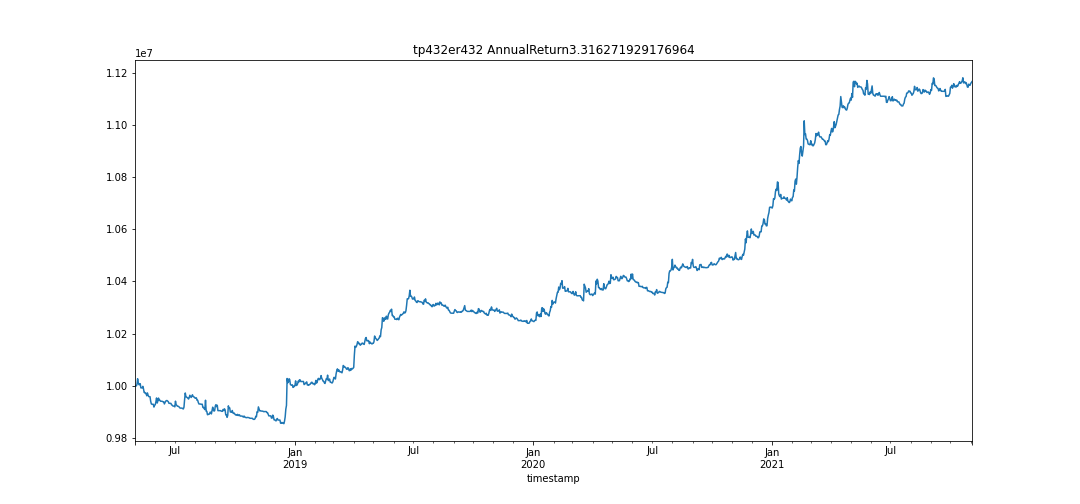 tp432er432 AnnualReturn3.316271929176964
1e7
1.12
1.10
1.08
1.06
1.04
1.02
1.00
0.98
Jul Jan Jul Jan Jul Jan Jul
2019 2020 2021
timestamp